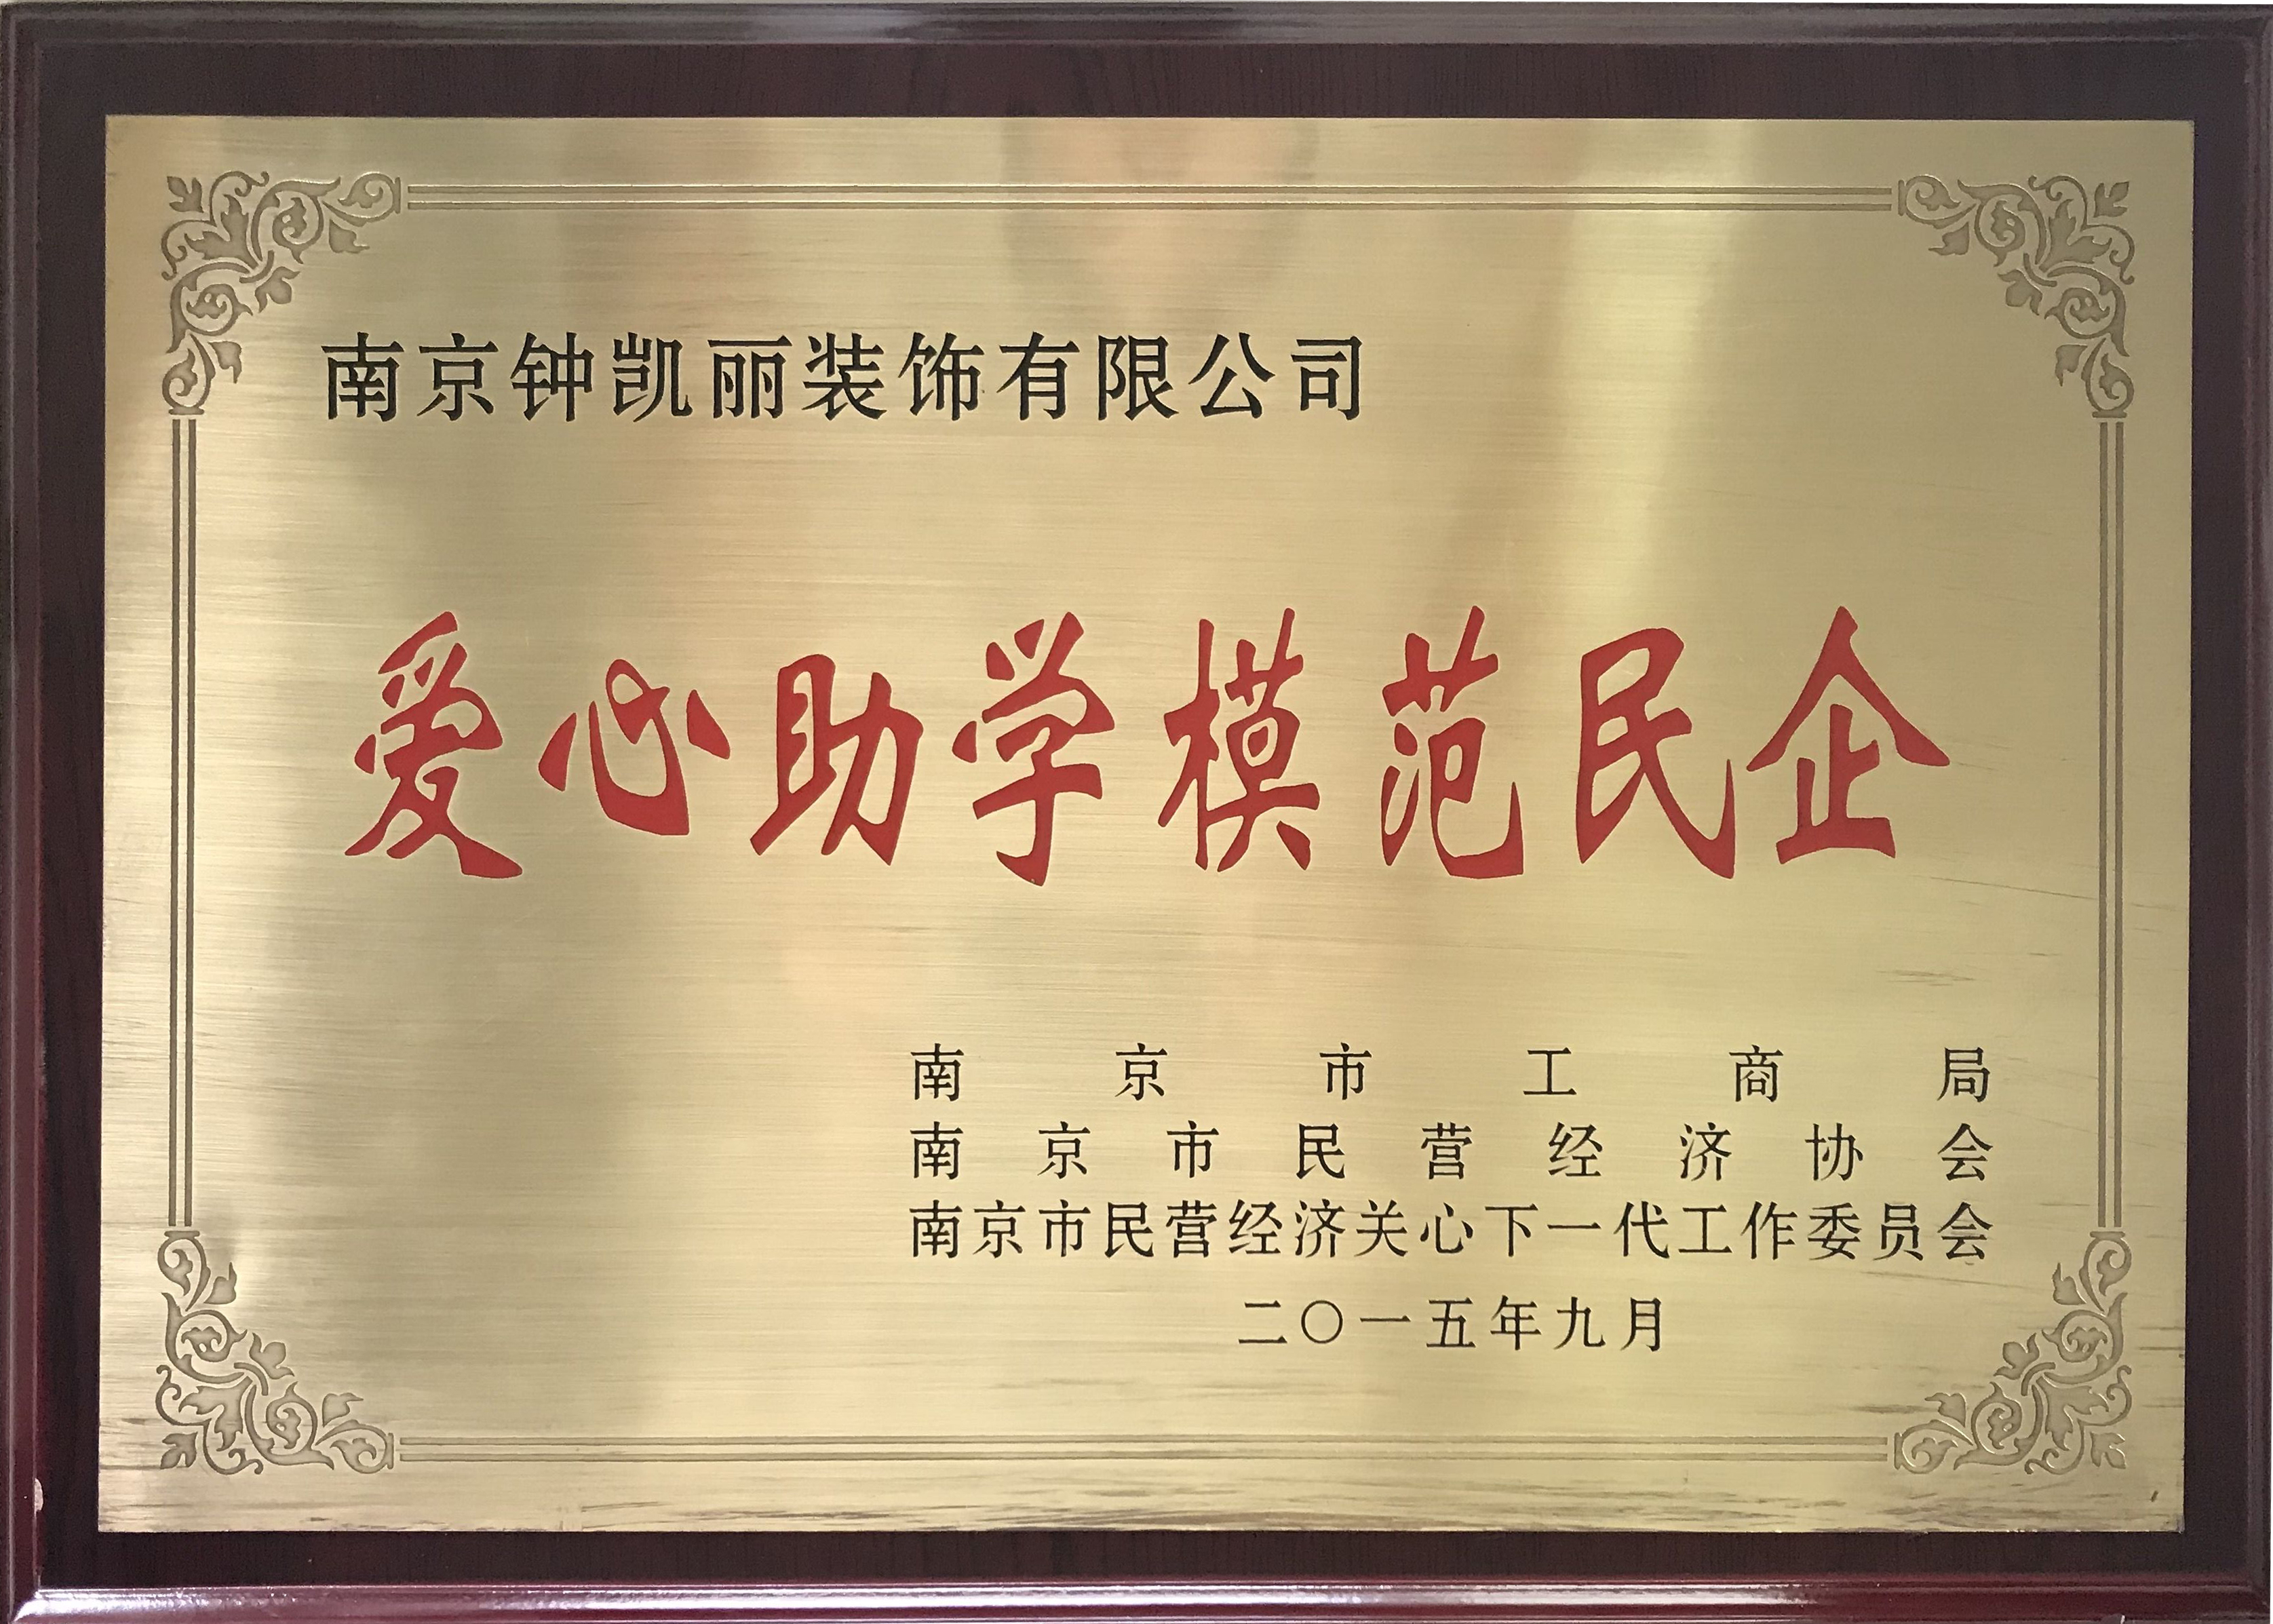 南京钟凯丽装饰有限公司
爱心助学模范民企
南京市工商局
南京市民营经济协会
南京市民营经济关心下一代工作委员会
二〇一五年九月